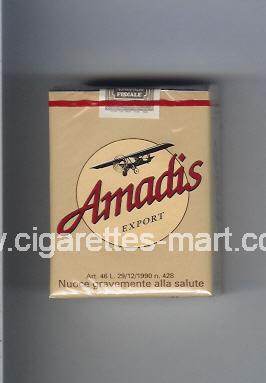 FISCALE
Amadis
EXPORT
www.cigarettes-mart.com
Art. 46 L. 29/12/1990 n. 428
Nuoce gravemente alla salute